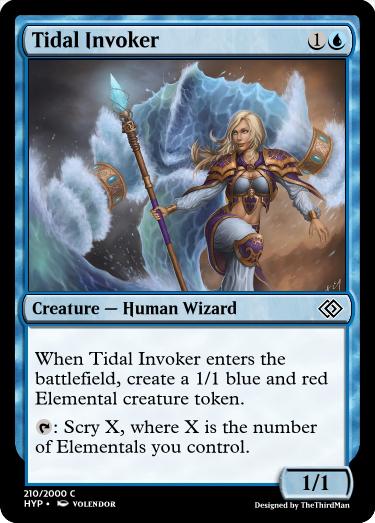 Tidal Invoker 1
Creature — Human Wizard
When Tidal Invoker enters the
battlefield, create a 1/1 blue and red
Elemental creature token.
: Scry X, where X is the number
of Elementals you control.
1/1
210/2000 C
HYP • VOLENDOR
Designed by TheThirdMan